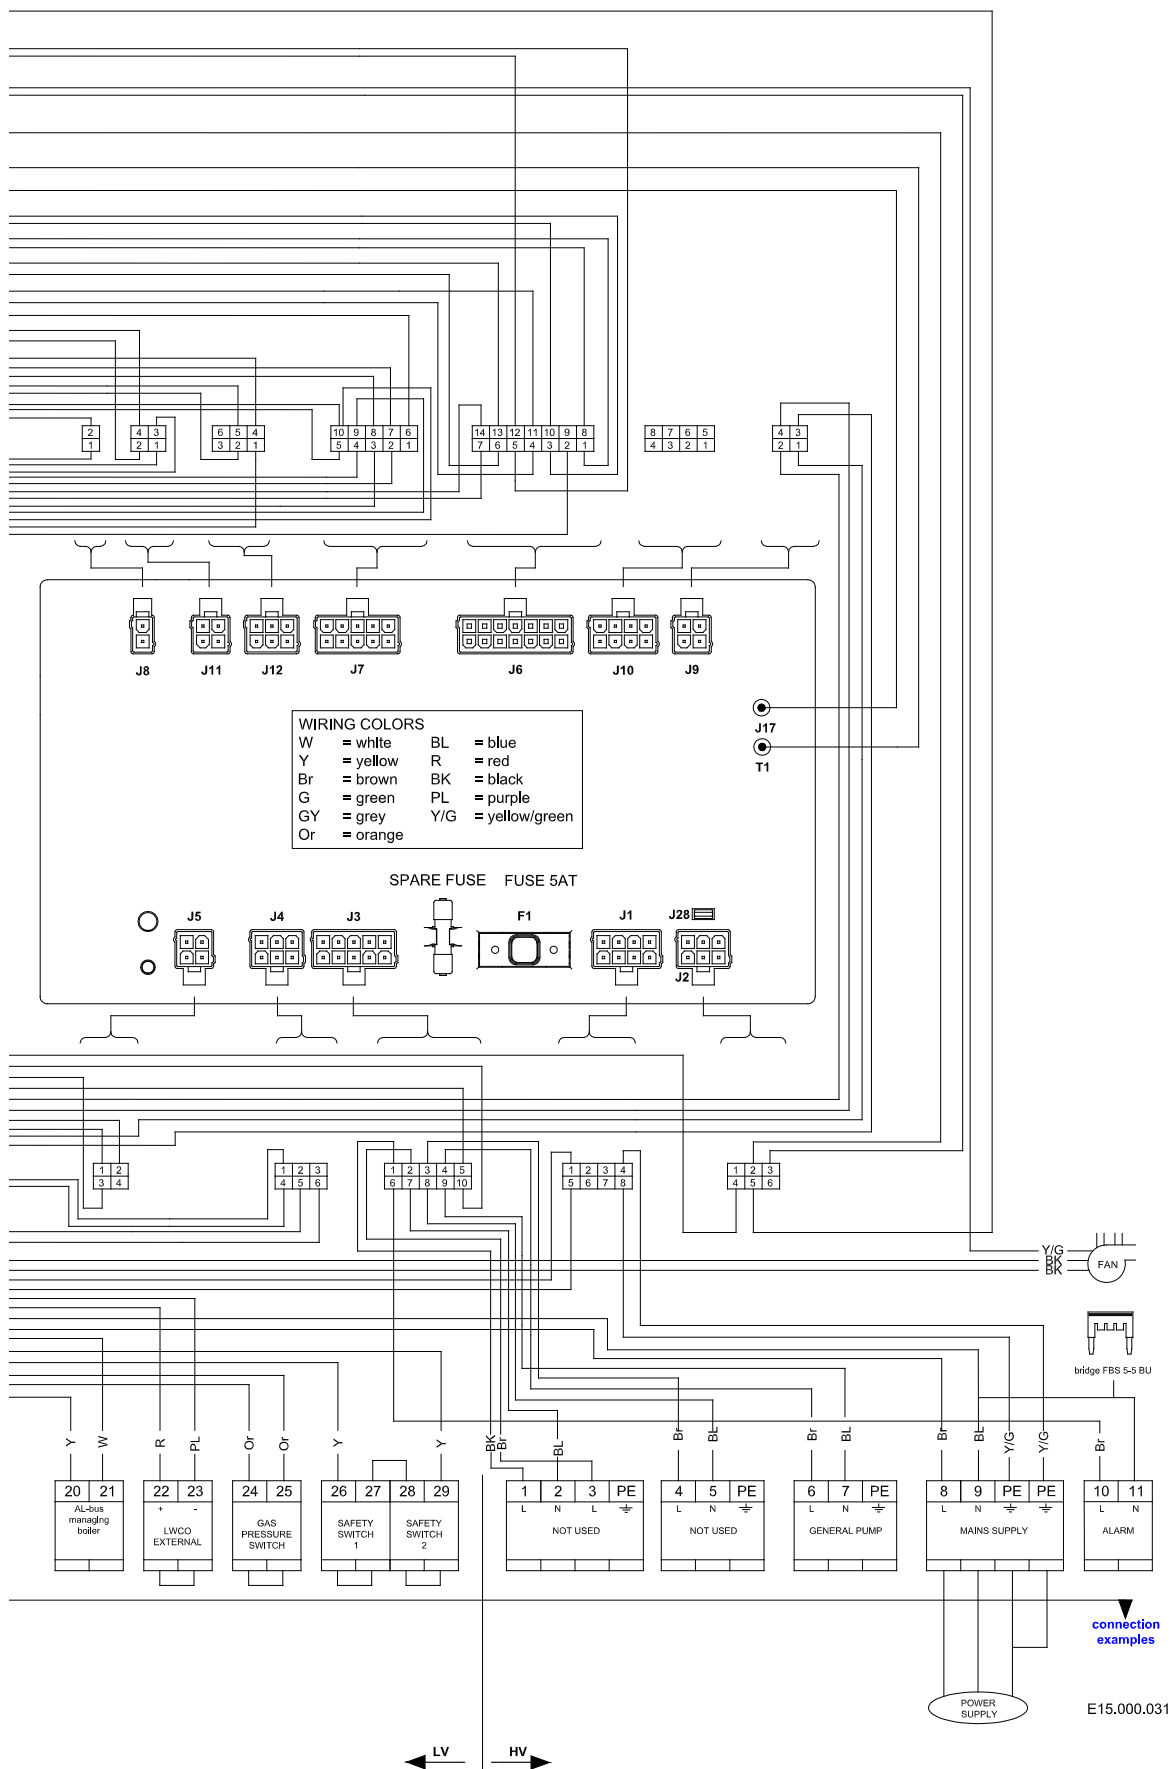 2
1
4 3
2 1
6 5 4
3 2 1
10 9 8 7 6
5 4 3 2 1
14 13 12 11 10 9 8
7 6 5 4 3 2 1
8 7 6 5
4 3 2 1
4 3
2 1
J8
J11
J12
J7
J6
J10
J9
J17
T1
WIRING COLORS
W = white BL = blue
Y = yellow R = red
Br = brown BK = black
G = green PL = purple
GY = grey Y/G = yellow/green
Or = orange
SPARE FUSE FUSE 5AT
J5
J4
J3
F1
J1
J28
J2
1 2
3 4
1 2 3
4 5 6
1 2 3 4 5
6 7 8 9 10
1 2 3 4
5 6 7 8
1 2 3
4 5 6
Y/G
BK
BK
FAN
bridge FBS 5-5 BU
Y
W
R
PL
Or
Or
Y
Y
BK
Br
BL
Br
BL
Br
BL
Br
BL
Y/G
Y/G
Br
20 21
AL-bus
managing
boiler
22 23
+ -
LWCO
EXTERNAL
24 25
GAS
PRESSURE
SWITCH
26 27 28 29
SAFETY
SWITCH
1
SAFETY
SWITCH
2
1 2 3 PE
L N L
NOT USED
4 5 PE
L N
NOT USED
6 7 PE
L N
GENERAL PUMP
8 9 PE PE
L N
MAINS SUPPLY
10 11
L N
ALARM
connection
examples
POWER
SUPPLY
E15.000.031
LV HV